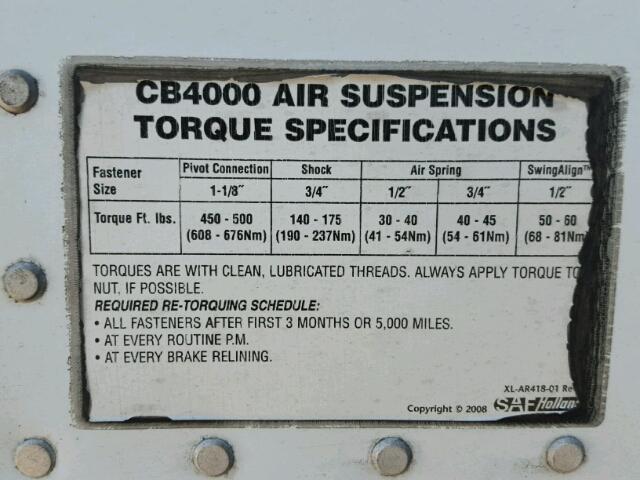 CB4000 AIR SUSPENSION
TORQUE SPECIFICATIONS
Fastener Size Pivot Connection Shock Air Spring SwingAlign™
1-1/8" 3/4" 1/2" 3/4" 1/2"
Torque Ft. lbs. 450 - 500 140 - 175 30 - 40 40 - 45 50 - 60
(608 - 676Nm) (190 - 237Nm) (41 - 54Nm) (54 - 61Nm) (68 - 81Nm)
TORQUES ARE WITH CLEAN, LUBRICATED THREADS. ALWAYS APPLY TORQUE TO
NUT, IF POSSIBLE.
REQUIRED RE-TORQUING SCHEDULE:
• ALL FASTENERS AFTER FIRST 3 MONTHS OR 5,000 MILES.
• AT EVERY ROUTINE P.M.
• AT EVERY BRAKE RELINING.
XL-AR418-01 Re
Copyright © 2008 SAF Hollan